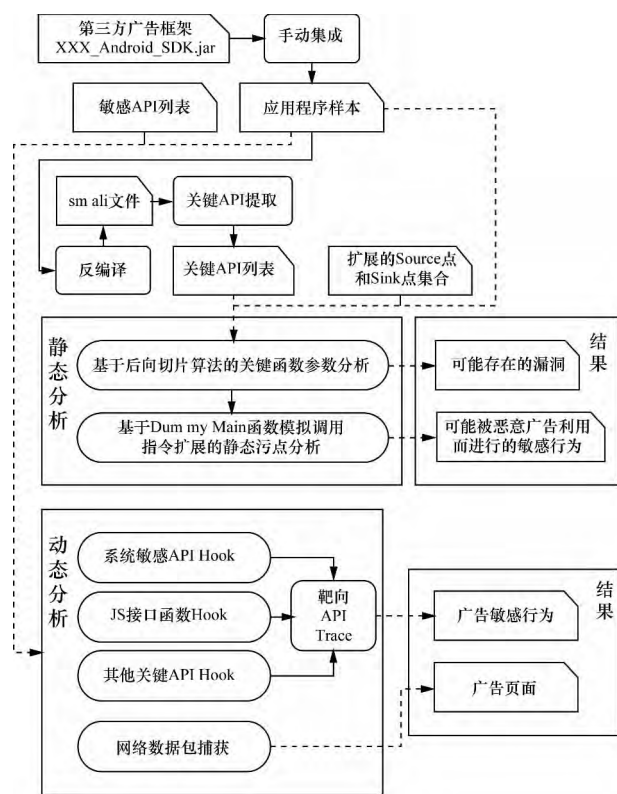 第三方广告框架
XXX_Android_SDK.jar
手动集成
敏感API列表
应用程序样本
sm ali文件
关键API提取
反编译
关键API列表
扩展的Source点
和Sink点集合
静态分析
基于后向切片算法的关键函数参数分析
基于Dum my Main函数模拟调用
指令扩展的静态污点分析
结果
可能存在的漏洞
可能被恶意广告利用
而进行的敏感行为
动态分析
系统敏感API Hook
JS接口函数Hook
其他关键API Hook
网络数据包捕获
靶向
API
Trace
结果
广告敏感行为
广告页面